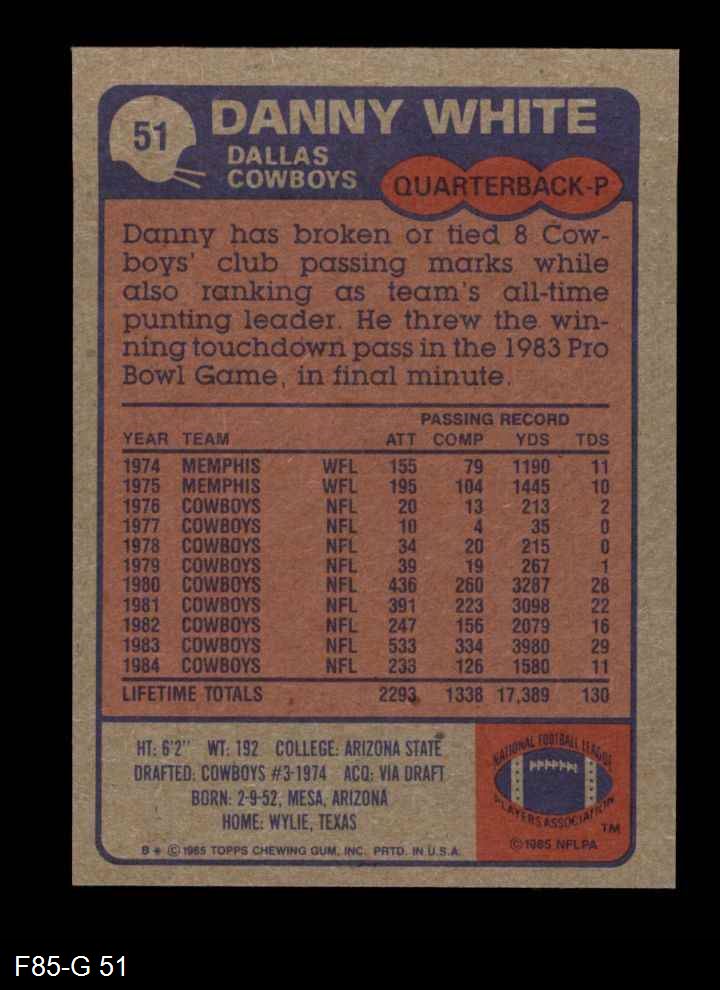 51
DANNY WHITE
DALLAS
COWBOYS
QUARTERBACK-P
Danny has broken or tied 8 Cow-
boys' club passing marks while
also ranking as team's all-time
punting leader. He threw the win-
ning touchdown pass in the 1983 Pro
Bowl Game, in final minute.
PASSING RECORD
YEAR TEAM ATT COMP YDS TDS
1974 MEMPHIS WFL 155 79 1190 11
1975 MEMPHIS WFL 195 104 1445 10
1976 COWBOYS NFL 20 13 213 2
1977 COWBOYS NFL 10 4 35 0
1978 COWBOYS NFL 34 20 215 0
1979 COWBOYS NFL 39 19 267 1
1980 COWBOYS NFL 436 260 3287 28
1981 COWBOYS NFL 391 223 3098 22
1982 COWBOYS NFL 247 156 2079 16
1983 COWBOYS NFL 533 334 3980 29
1984 COWBOYS NFL 233 126 1580 11
LIFETIME TOTALS 2293 1338 17,389 130
HT: 6'2" WT: 192 COLLEGE: ARIZONA STATE
DRAFTED: COWBOYS #3-1974 ACQ: VIA DRAFT
BORN: 2-9-52, MESA, ARIZONA
HOME: WYLIE, TEXAS
B * © 1985 TOPPS CHEWING GUM, INC. PRTD. IN U.S.A.
NATIONAL FOOTBALL LEAGUE
PLAYERS ASSOCIATION
TM
© 1985 NFLPA
F85-G 51